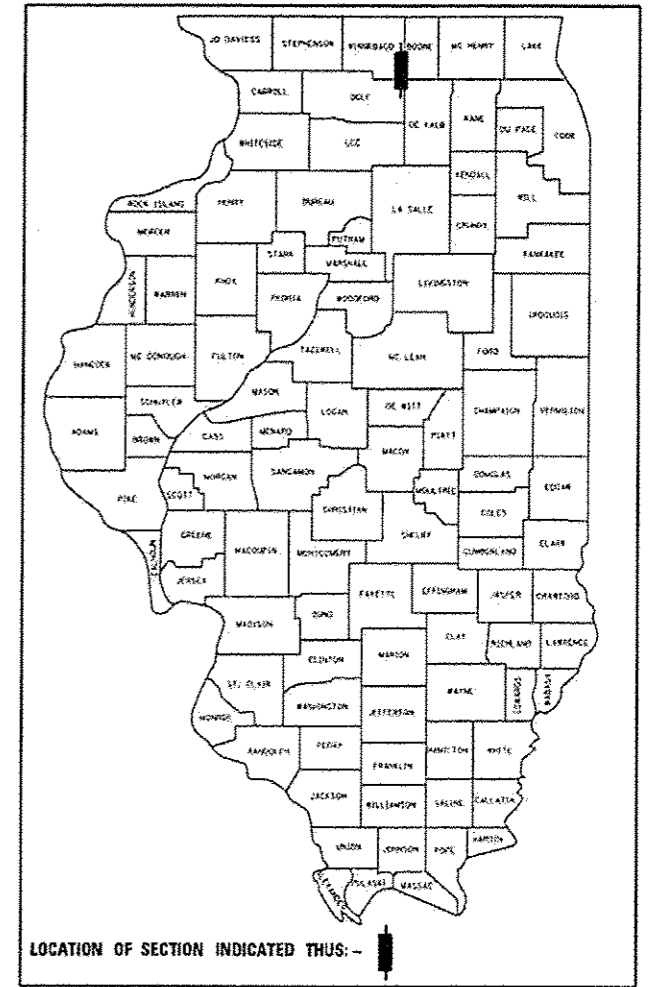 JO DAVIESS STEPHENSON WINNEBAGO BOONE MC HENRY LAKE
CARROLL OGLE DE KALB KANE DU PAGE COOK
WHITESIDE LEE KENDALL WILL
ROCK ISLAND HENRY BUREAU LA SALLE GRUNDY
MERCER PUTNAM KANKAKEE
HENDERSON WARREN KNOX STARK MARSHALL LIVINGSTON
PEORIA WOODFORD IROQUOIS
HANCOCK MC DONOUGH FULTON TAZEWELL MC LEAN FORD
SCHUYLER MASON LOGAN DE WITT CHAMPAIGN VERMILION
ADAMS BROWN CASS MENARD MACON PIATT
PIKE SCOTT MORGAN SANGAMON MOULTRIE DOUGLAS EDGAR
CHRISTIAN COLES
CALHOUN GREENE MACOUPIN MONTGOMERY SHELBY CUMBERLAND CLARK
JERSEY FAYETTE EFFINGHAM JASPER CRAWFORD
MADISON BOND CLAY
MARION RICHLAND LAWRENCE
CLINTON
ST. CLAIR WAYNE EDWARDS WABASH
MONROE WASHINGTON JEFFERSON
RANDOLPH PERRY HAMILTON WHITE
FRANKLIN
JACKSON WILLIAMSON SALINE GALLATIN
UNION JOHNSON POPE HARDIN
ALEXANDER PULASKI MASSAC
LOCATION OF SECTION INDICATED THUS: -